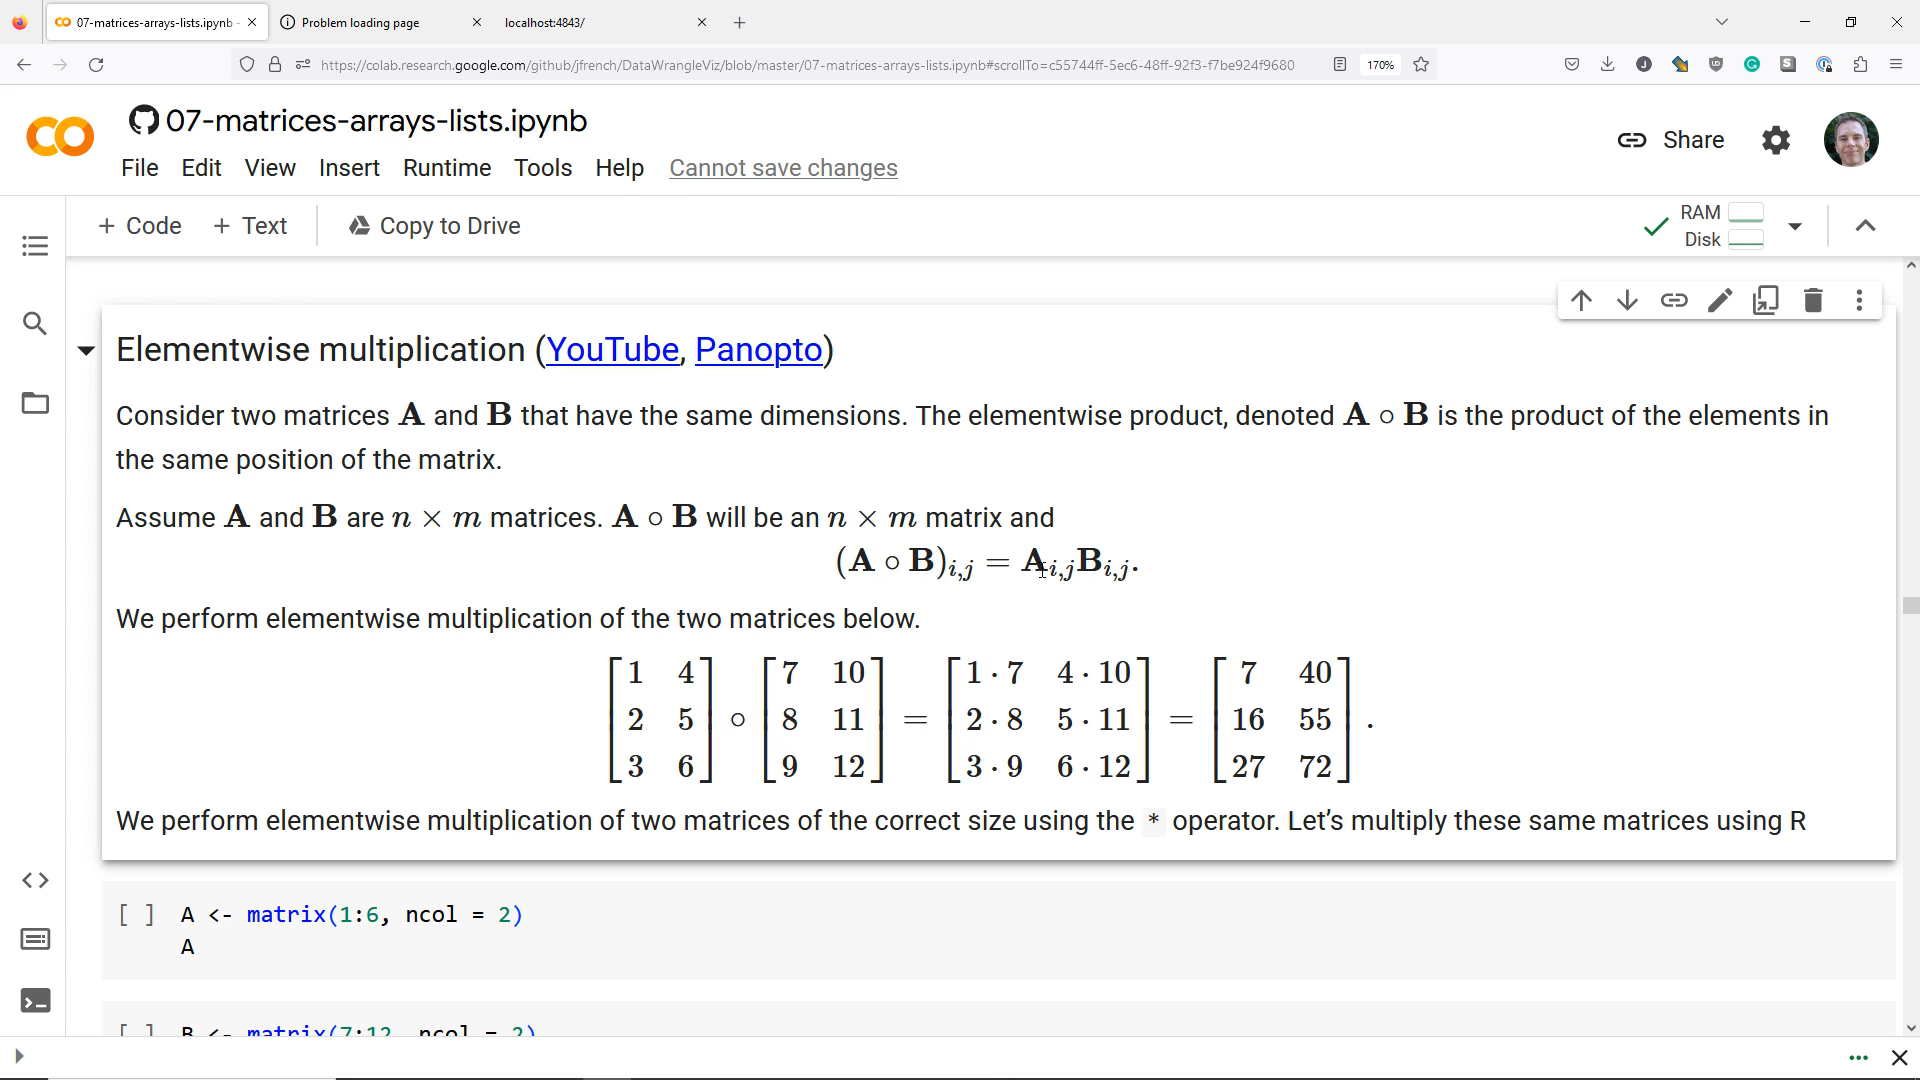 07-matrices-arrays-lists.ipynb - Problem loading page localhost:4843/
https://colab.research.google.com/github/jfrench/DataWrangleViz/blob/master/07-matrices-arrays-lists.ipynb#scrollTo=c55744ff-5ec6-48ff-92f3-f7be924f9680 170%
07-matrices-arrays-lists.ipynb
Share
File Edit View Insert Runtime Tools Help Cannot save changes
+ Code + Text Copy to Drive
RAM
Disk
Elementwise multiplication (YouTube, Panopto)
Consider two matrices A and B that have the same dimensions. The elementwise product, denoted A ∘ B is the product of the elements in
the same position of the matrix.
Assume A and B are n × m matrices. A ∘ B will be an n × m matrix and
(A ∘ B)i,j = Ai,jBi,j.
We perform elementwise multiplication of the two matrices below.
[1 4] [7 10] [1 · 7 4 · 10] [7 40]
[2 5] ∘ [8 11] = [2 · 8 5 · 11] = [16 55] .
[3 6] [9 12] [3 · 9 6 · 12] [27 72]
We perform elementwise multiplication of two matrices of the correct size using the * operator. Let’s multiply these same matrices using R
[ ] A <- matrix(1:6, ncol = 2)
A
[ ] B <- matrix(7:12, ncol = 2)